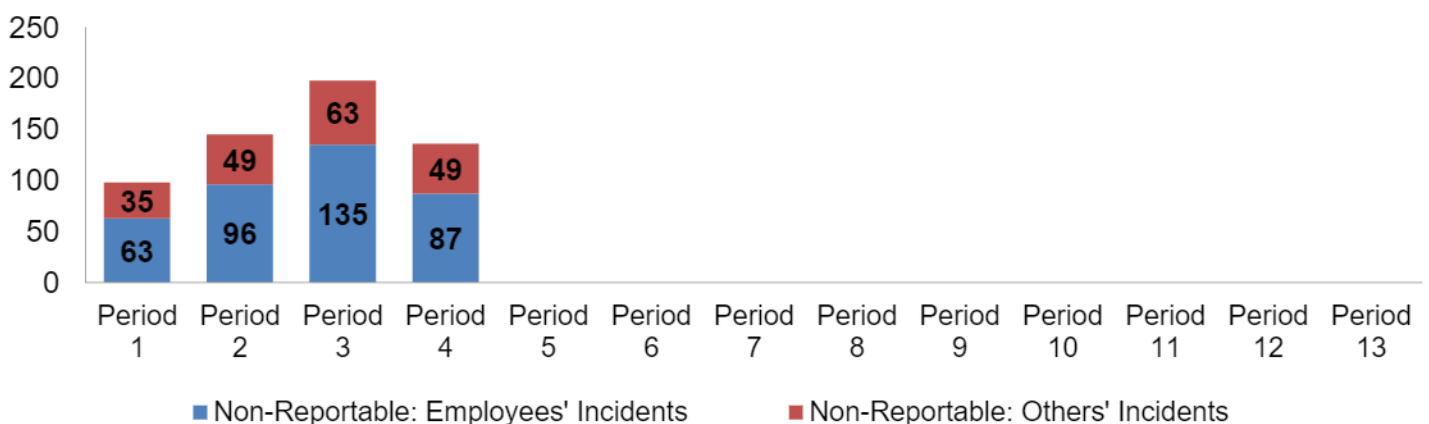 250
200
150
100
50
0
35
63
49
96
63
135
49
87
Period 1
Period 2
Period 3
Period 4
Period 5
Period 6
Period 7
Period 8
Period 9
Period 10
Period 11
Period 12
Period 13
Non-Reportable: Employees' Incidents
Non-Reportable: Others' Incidents